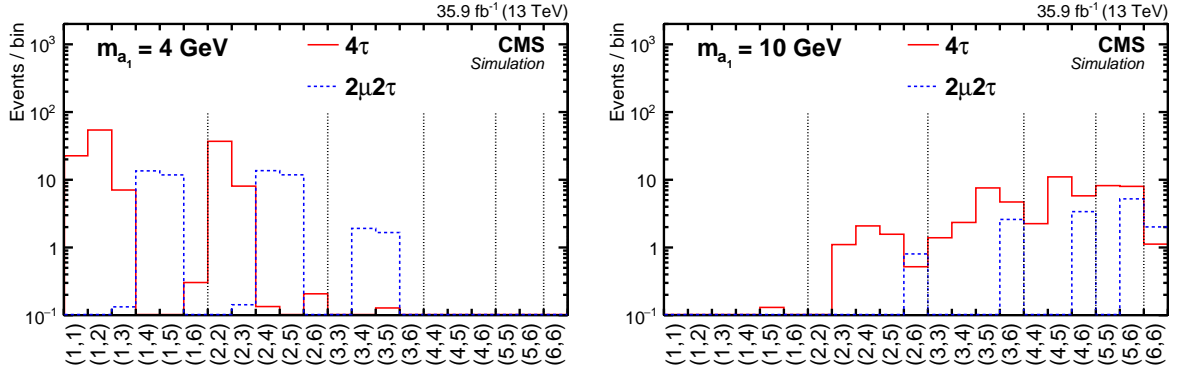 35.9 fb⁻¹ (13 TeV)
Events / bin
10³
10²
10
1
10⁻¹
m_a₁ = 4 GeV
4τ
2μ2τ
CMS
Simulation
(1,1) (1,2) (1,3) (1,4) (1,5) (1,6) (2,2) (2,3) (2,4) (2,5) (2,6) (3,3) (3,4) (3,5) (3,6) (4,4) (4,5) (4,6) (5,5) (5,6) (6,6)
35.9 fb⁻¹ (13 TeV)
Events / bin
10³
10²
10
1
10⁻¹
m_a₁ = 10 GeV
4τ
2μ2τ
CMS
Simulation
(1,1) (1,2) (1,3) (1,4) (1,5) (1,6) (2,2) (2,3) (2,4) (2,5) (2,6) (3,3) (3,4) (3,5) (3,6) (4,4) (4,5) (4,6) (5,5) (5,6) (6,6)